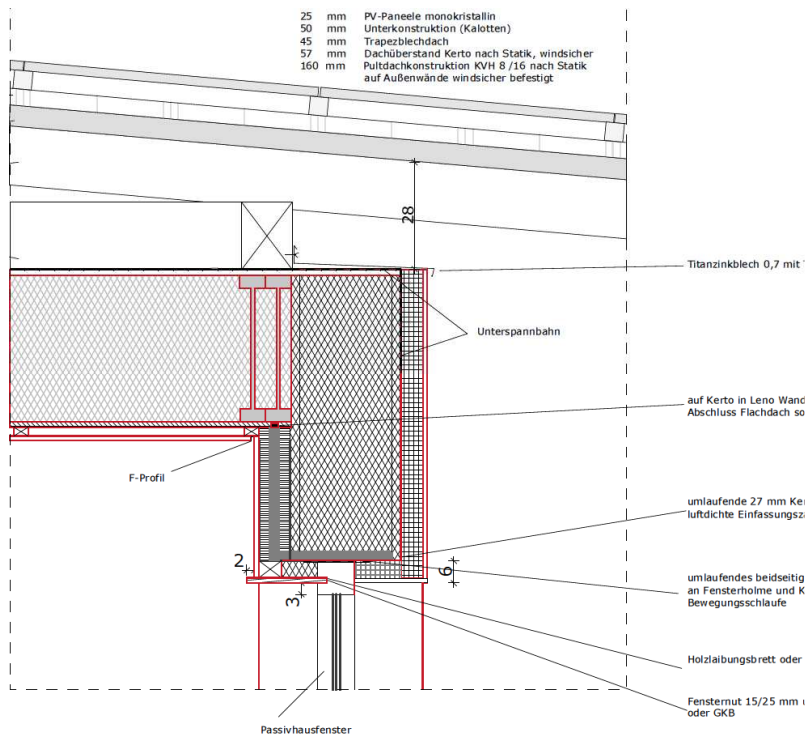 25 mm PV-Paneele monokristallin
50 mm Unterkonstruktion (Kalotten)
45 mm Trapezblechdach
57 mm Dachüberstand Kerto nach Statik, windsicher
160 mm Pultdachkonstruktion KVH 8 /16 nach Statik
auf Außenwände windsicher befestigt
28
Titanzinkblech 0,7 mit
Unterspannbahn
auf Kerto in Leno Wand
Abschluss Flachdach
F-Profil
umlaufende 27 mm
luftdichte
2
6
3
umlaufendes beidseitig
an Fensterholme und
Bewegungsschlaufe
Holzlaibungsbrett oder
Fensternut 15/25 mm
oder GKB
Passivhausfenster